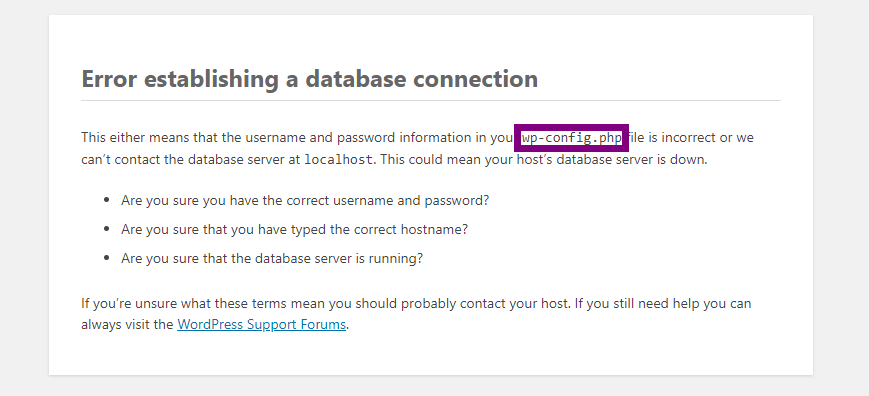 Error establishing a database connection
This either means that the username and password information in your wp-config.php file is incorrect or we
can’t contact the database server at localhost. This could mean your host’s database server is down.
Are you sure you have the correct username and password?
Are you sure that you have typed the correct hostname?
Are you sure that the database server is running?
If you’re unsure what these terms mean you should probably contact your host. If you still need help you can
always visit the WordPress Support Forums.